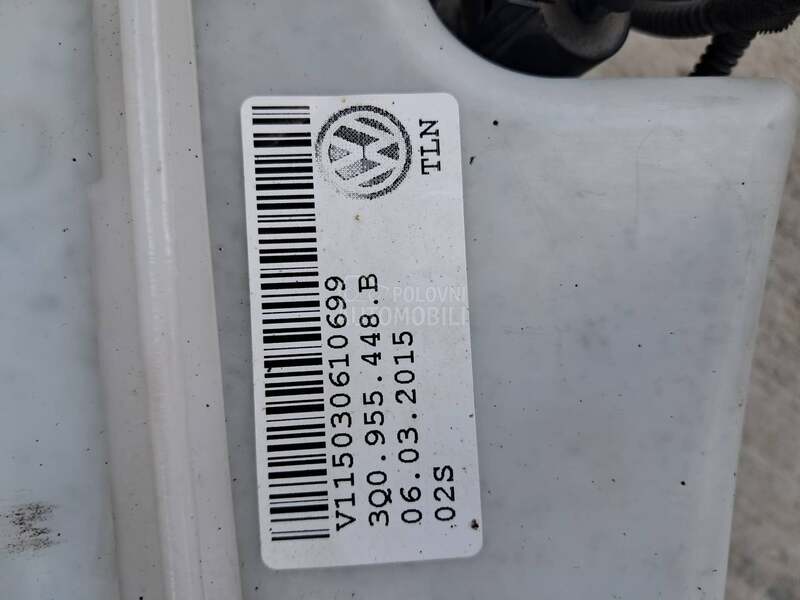 V115030610699
3Q0.955.448.B
06.03.2015
02S
TLN
POLOVNI
AUTOMOBILI